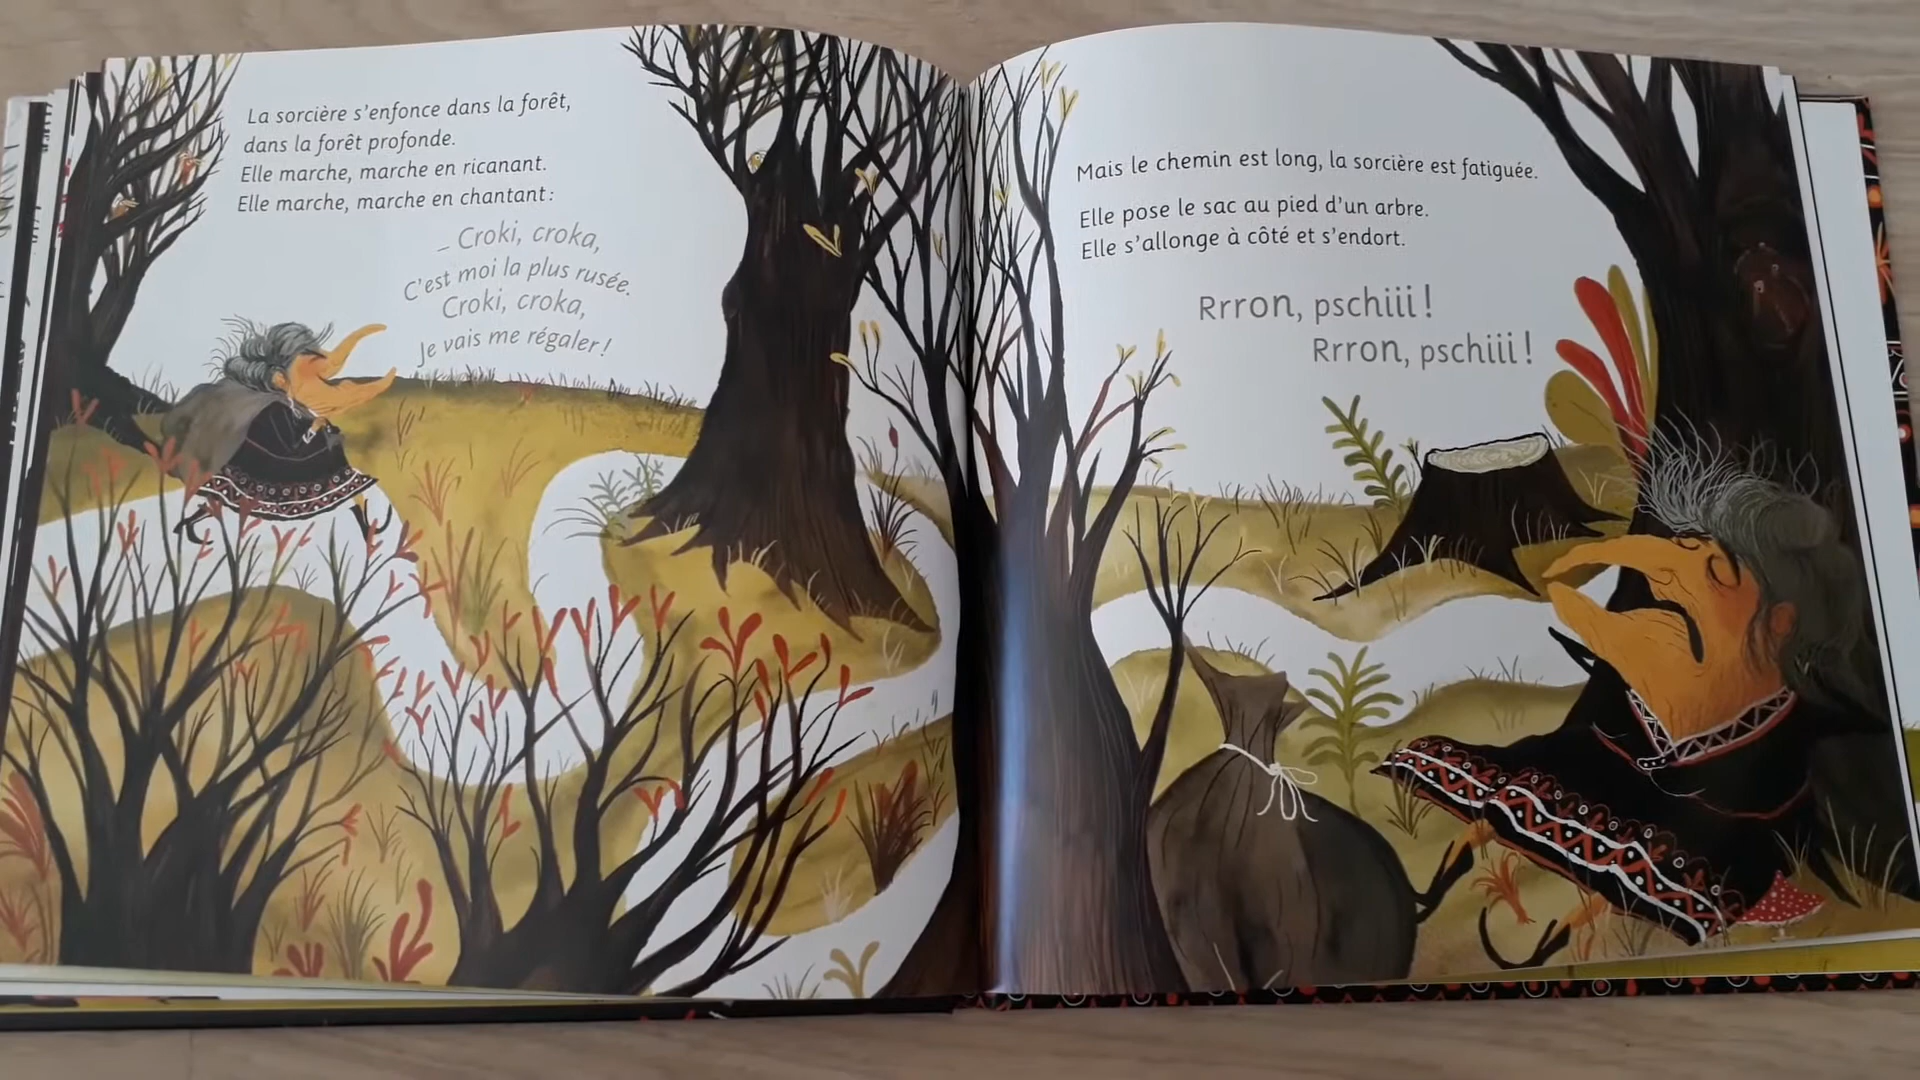 La sorcière s'enfonce dans la forêt,
dans la forêt profonde.
Elle marche, marche en ricanant.
Elle marche, marche en chantant :
– Croki, croka,
C'est moi la plus rusée.
Croki, croka,
Je vais me régaler !
Mais le chemin est long, la sorcière est fatiguée.
Elle pose le sac au pied d'un arbre.
Elle s'allonge à côté et s'endort.
Rrron, pschiii !
Rrron, pschiii !